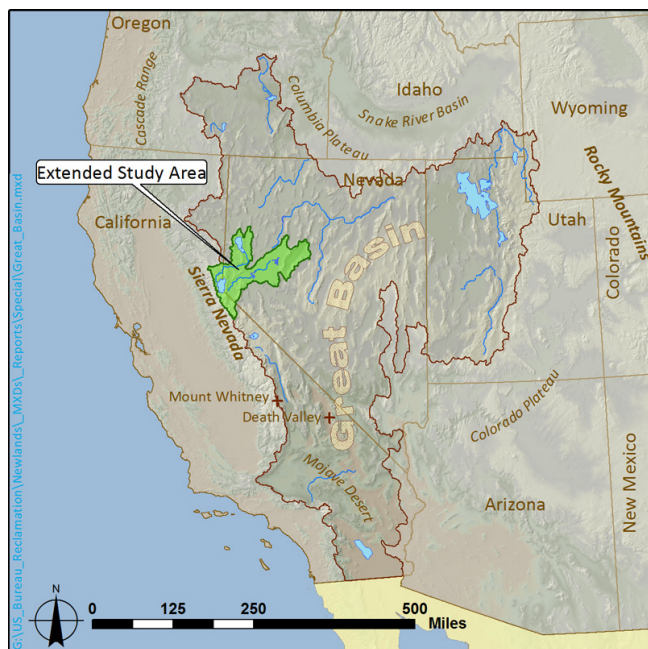 Oregon
Cascade Range
Columbia Plateau
Idaho
Snake River Basin
Wyoming
Rocky Mountains
Extended Study Area
Nevada
California
Utah
Colorado
Sierra Nevada
Great Basin
Mount Whitney
Death Valley
Colorado Plateau
Mojave Desert
Arizona
New Mexico
G:\US_Bureau_Reclamation\Newlands\_MXDs\_Reports\Special\Great_Basin.mxd
N
0 125 250 500
Miles